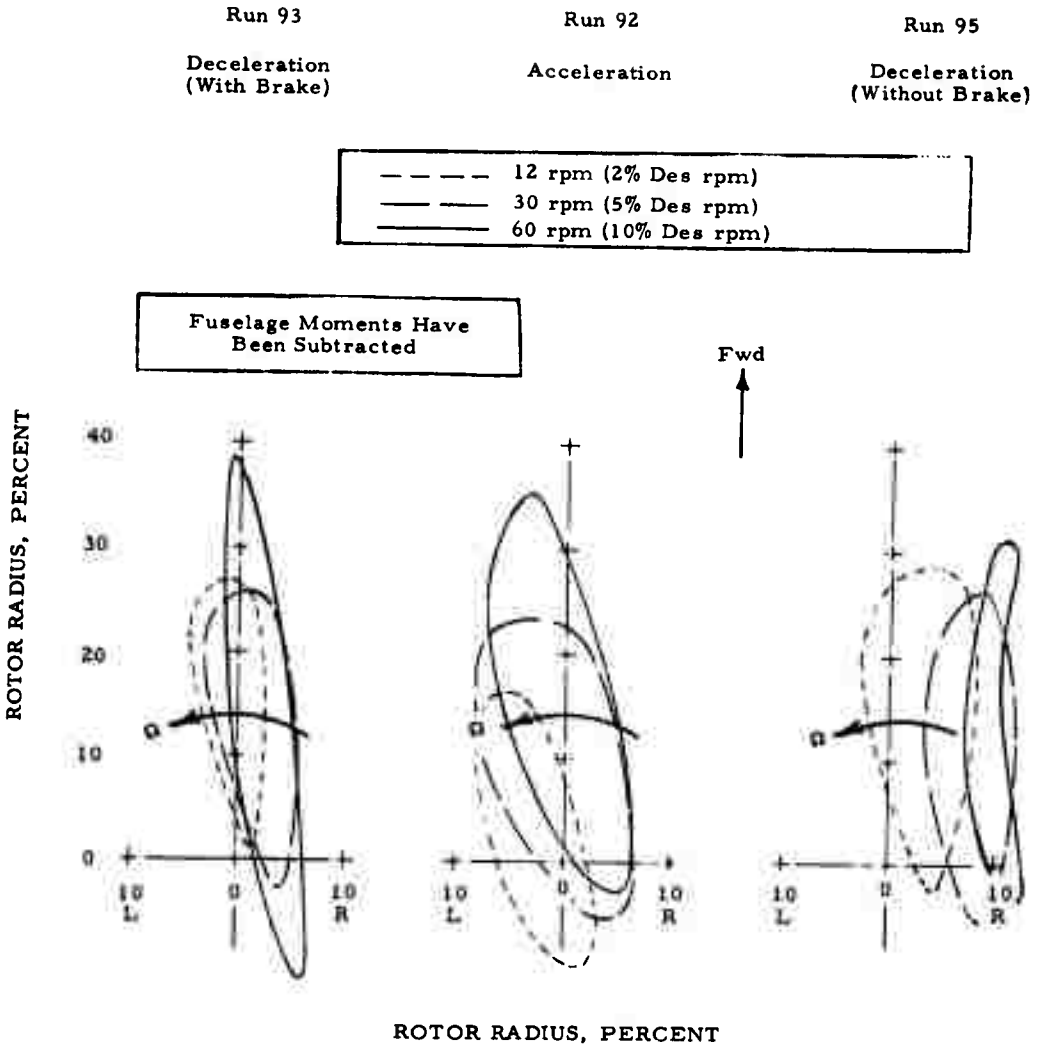 Run 93
Deceleration
(With Brake)
Run 92
Acceleration
Run 95
Deceleration
(Without Brake)
12 rpm (2% Des rpm)
30 rpm (5% Des rpm)
60 rpm (10% Des rpm)
Fuselage Moments Have
Been Subtracted
Fwd
ROTOR RADIUS, PERCENT
40
30
20
10
0
Ω
Ω
Ω
10 0 10
L R
10 0 10
L R
10 0 10
L R
ROTOR RADIUS, PERCENT